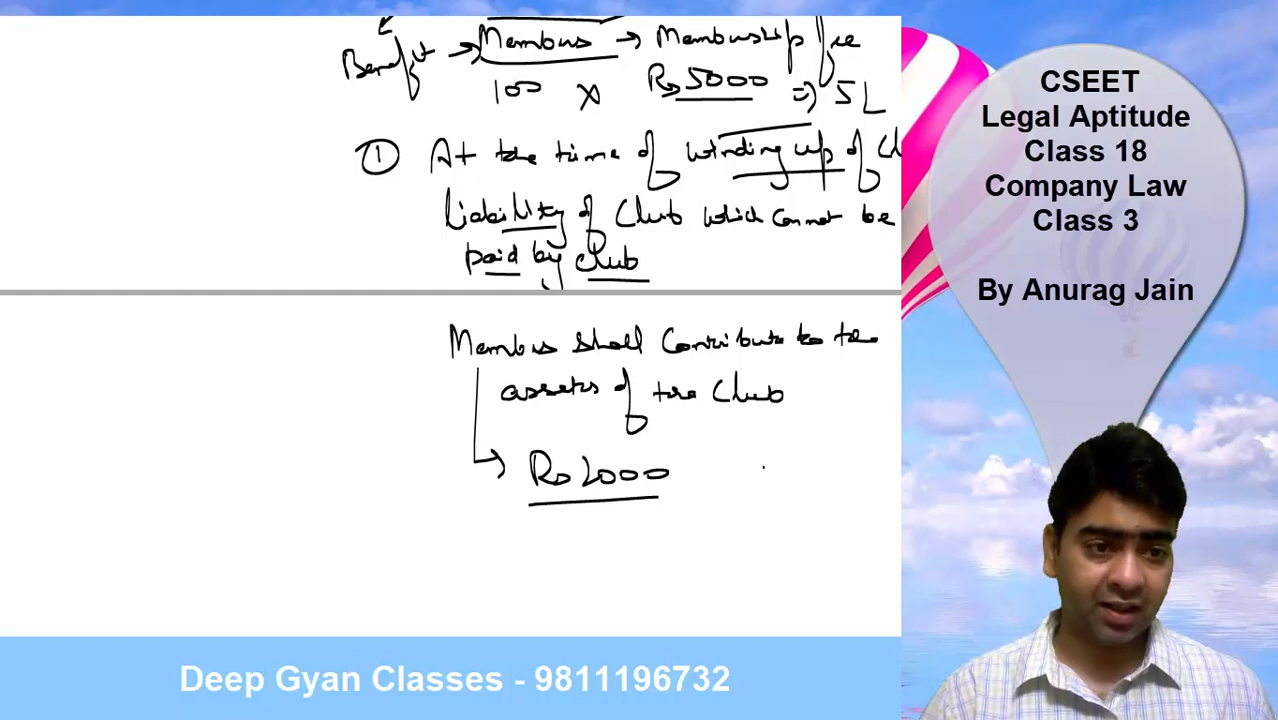 Benefit → Members → Membership fee
100 × Rs 5000 ⇒ 5 L
① At the time of winding up of Cl
liability of Club which cannot be
paid by Club
Members shall Contribute to the
assets of the Club
→ Rs 2000
CSEET
Legal Aptitude
Class 18
Company Law
Class 3
By Anurag Jain
Deep Gyan Classes - 9811196732